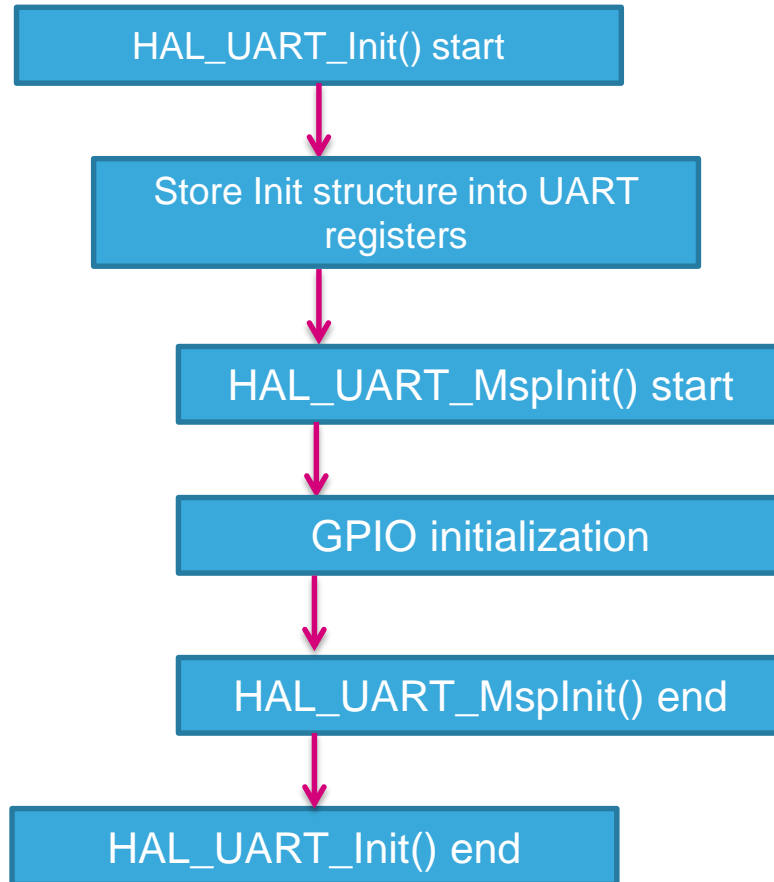 HAL_UART_Init() start
Store Init structure into UART
registers
HAL_UART_MspInit() start
GPIO initialization
HAL_UART_MspInit() end
HAL_UART_Init() end